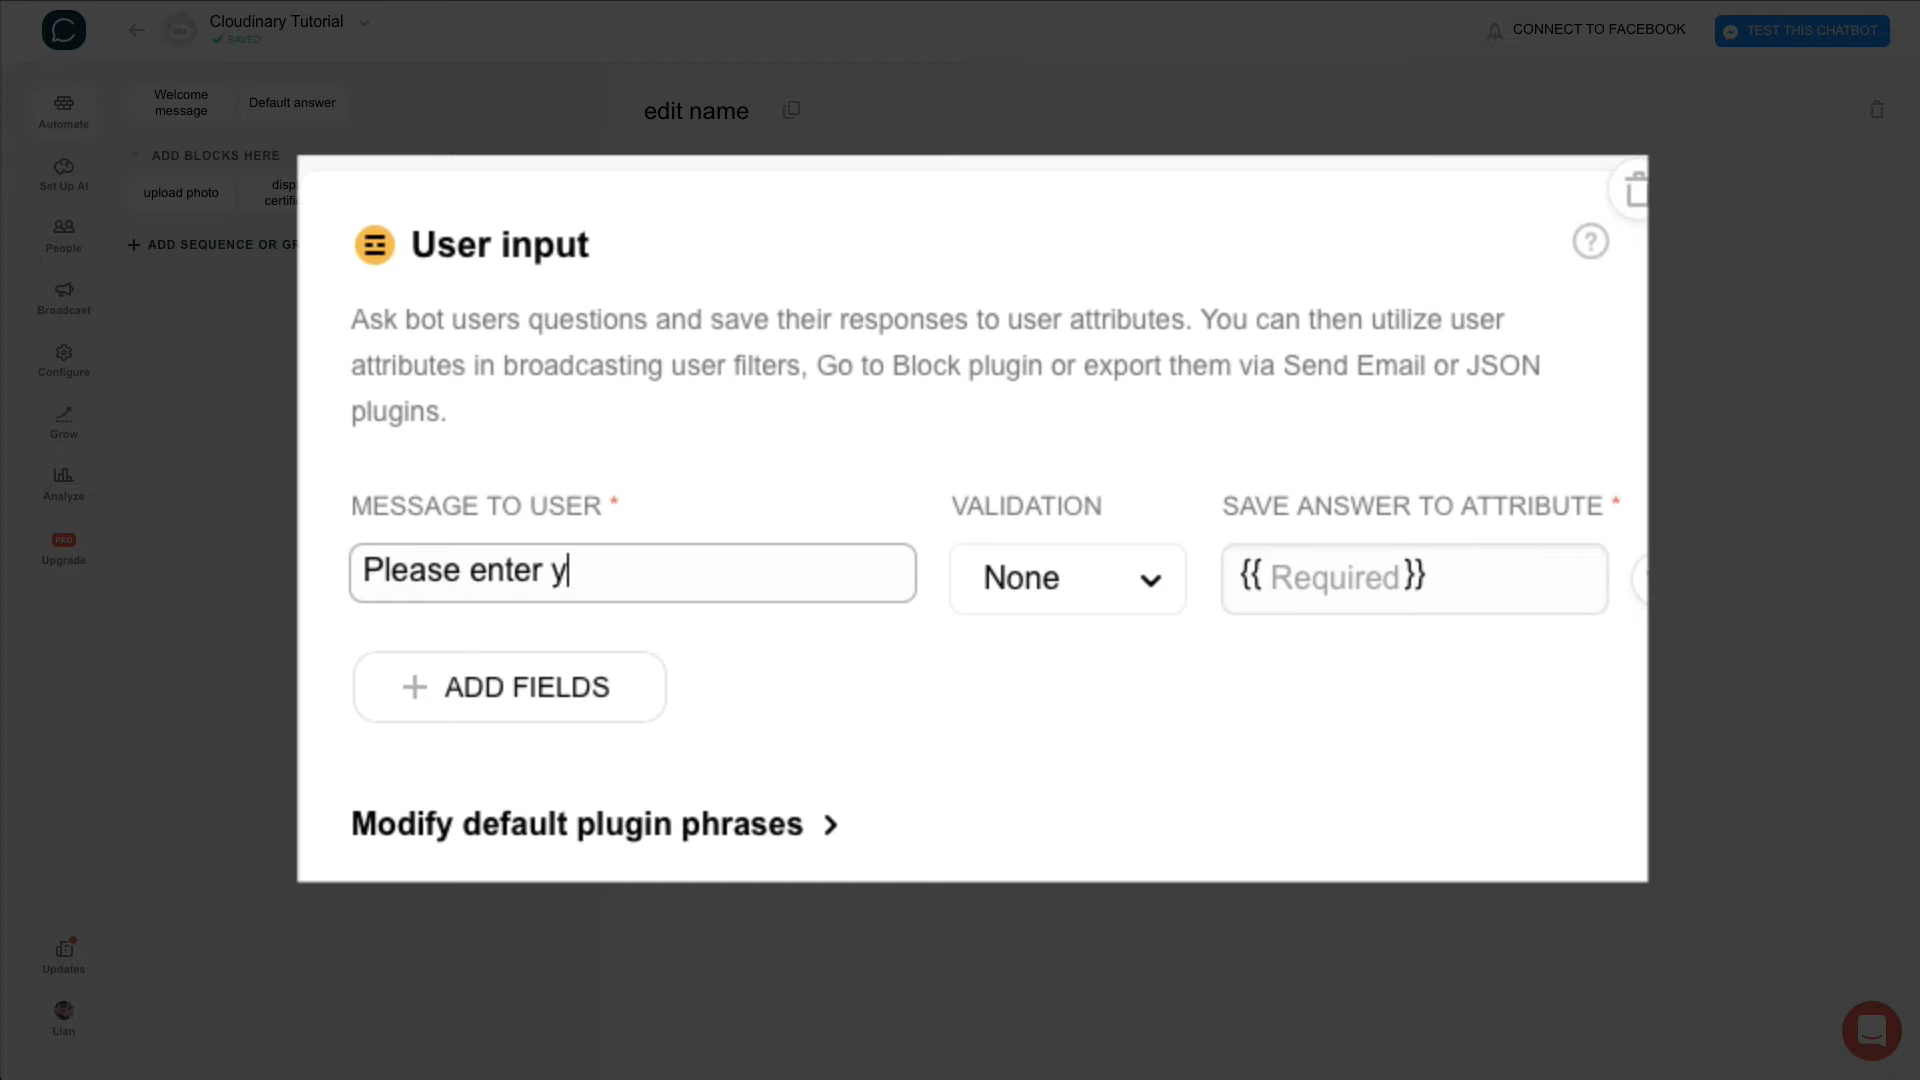 Cloudinary Tutorial
SAVED
CONNECT TO FACEBOOK
TEST THIS CHATBOT
Automate
Set Up AI
People
Broadcast
Configure
Grow
Analyze
PRO
Upgrade
Updates
Lian
Welcome
message
Default answer
ADD BLOCKS HERE
upload photo
disp
certifi
+ ADD SEQUENCE OR GR
edit name
User input
?
Ask bot users questions and save their responses to user attributes. You can then utilize user
attributes in broadcasting user filters, Go to Block plugin or export them via Send Email or JSON
plugins.
MESSAGE TO USER *
VALIDATION
SAVE ANSWER TO ATTRIBUTE *
Please enter y
None
{{ Required }}
+ ADD FIELDS
Modify default plugin phrases >